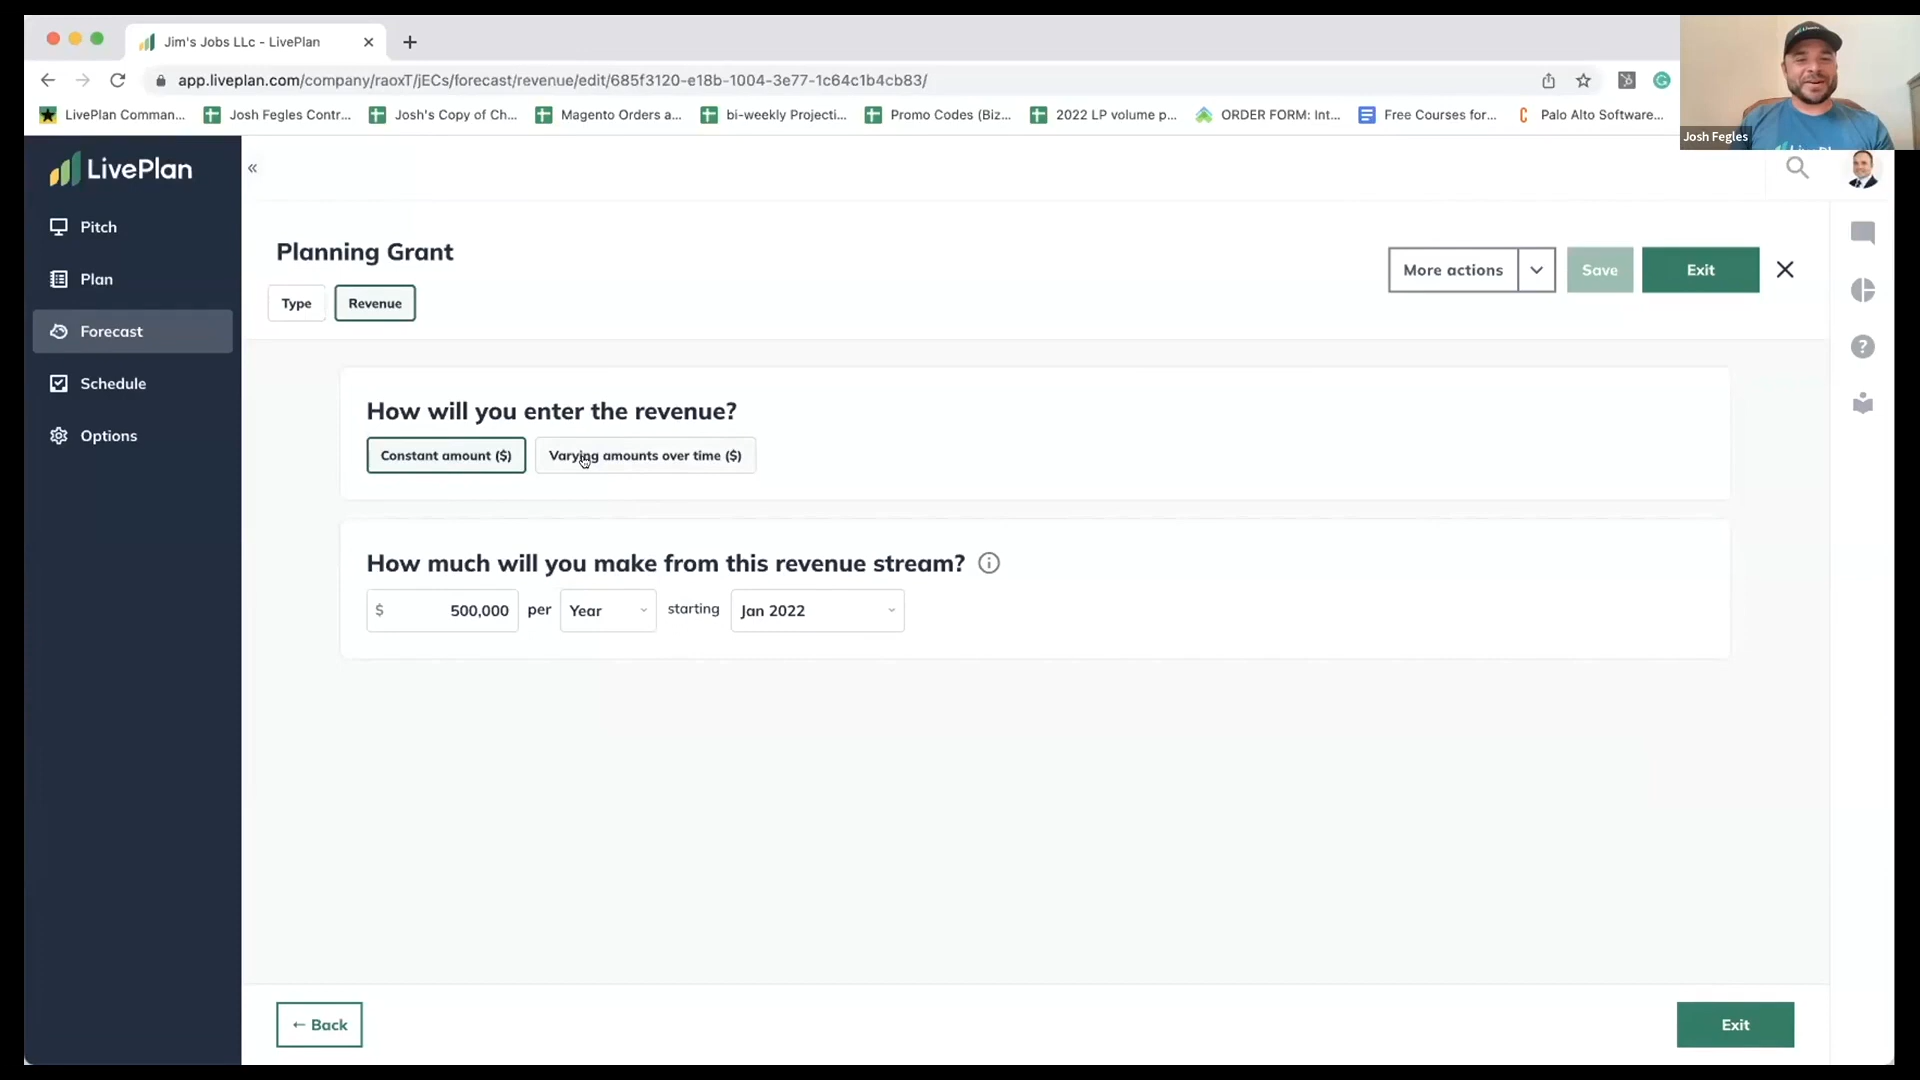 Jim's Jobs LLc - LivePlan
app.liveplan.com/company/raoxT/jECs/forecast/revenue/edit/685f3120-e18b-1004-3e77-1c64c1b4cb83/
LivePlan Comman... Josh Fegles Contr... Josh's Copy of Ch... Magento Orders a... bi-weekly Projecti... Promo Codes (Biz... 2022 LP volume p... ORDER FORM: Int... Free Courses for... Palo Alto Software...
Josh Fegles
LivePlan
Pitch
Plan
Forecast
Schedule
Options
Planning Grant
More actions
Save
Exit
Type
Revenue
How will you enter the revenue?
Constant amount ($)
Varying amounts over time ($)
How much will you make from this revenue stream?
$ 500,000 per Year starting Jan 2022
← Back
Exit